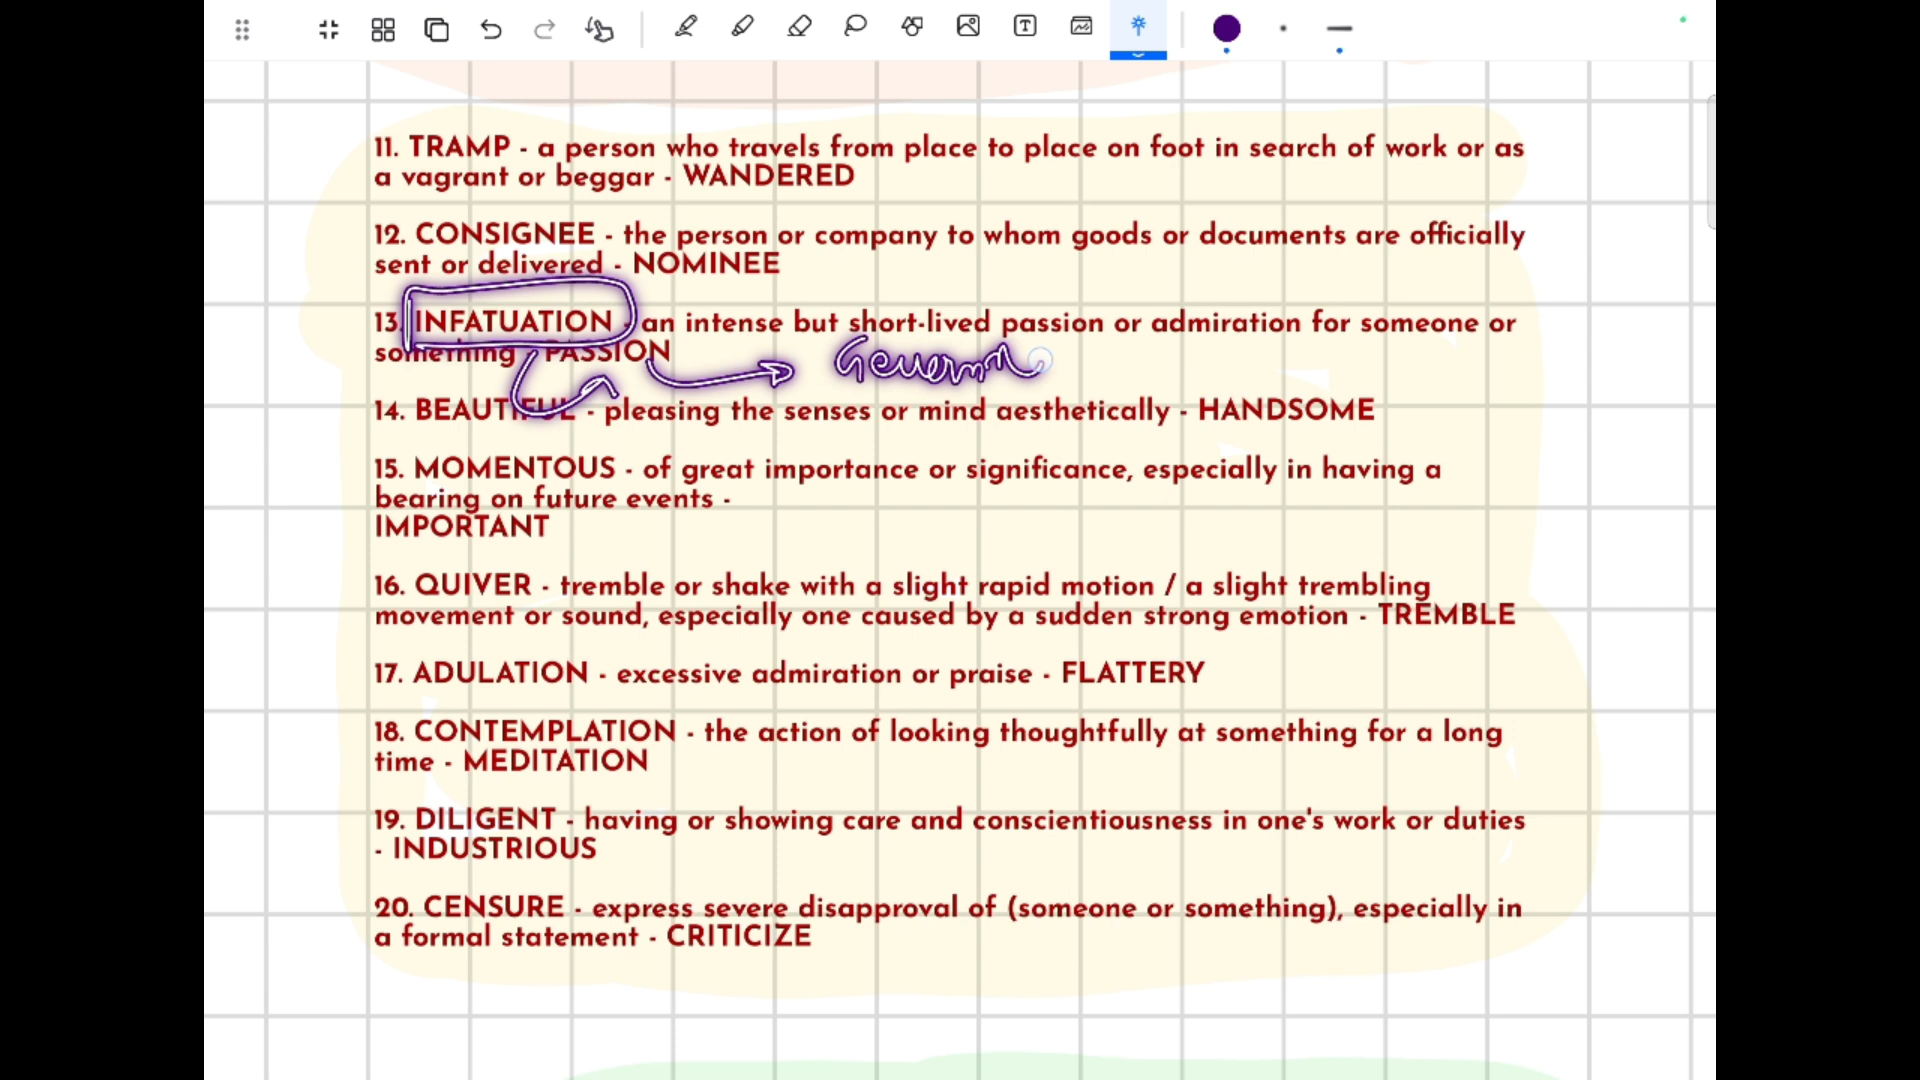 11. TRAMP - a person who travels from place to place on foot in search of work or as
a vagrant or beggar - WANDERED
12. CONSIGNEE - the person or company to whom goods or documents are officially
sent or delivered - NOMINEE
13. INFATUATION - an intense but short-lived passion or admiration for someone or
something - PASSION
14. BEAUTIFUL - pleasing the senses or mind aesthetically - HANDSOME
15. MOMENTOUS - of great importance or significance, especially in having a
bearing on future events -
IMPORTANT
16. QUIVER - tremble or shake with a slight rapid motion / a slight trembling
movement or sound, especially one caused by a sudden strong emotion - TREMBLE
17. ADULATION - excessive admiration or praise - FLATTERY
18. CONTEMPLATION - the action of looking thoughtfully at something for a long
time - MEDITATION
19. DILIGENT - having or showing care and conscientiousness in one's work or duties
- INDUSTRIOUS
20. CENSURE - express severe disapproval of (someone or something), especially in
a formal statement - CRITICIZE